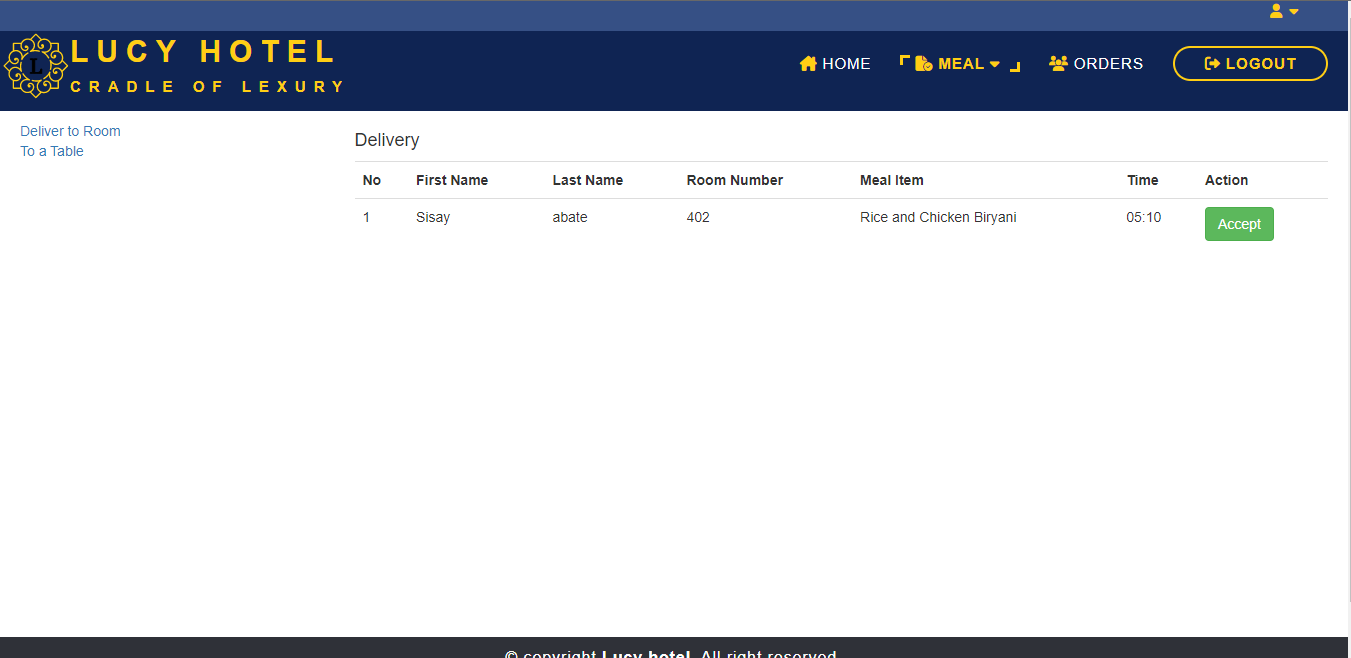 LUCY HOTEL
L
CRADLE OF LEXURY
HOME MEAL ORDERS LOGOUT
Deliver to Room
To a Table
Delivery
No First Name Last Name Room Number Meal Item Time Action
1 Sisay abate 402 Rice and Chicken Biryani 05:10 Accept
© copyright Lucy hotel. All right reserved